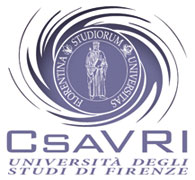 FLORENTINA STUDIORUM UNIVERSITAS
CsaVRI
UNIVERSITÀ DEGLI
STUDI DI FIRENZE